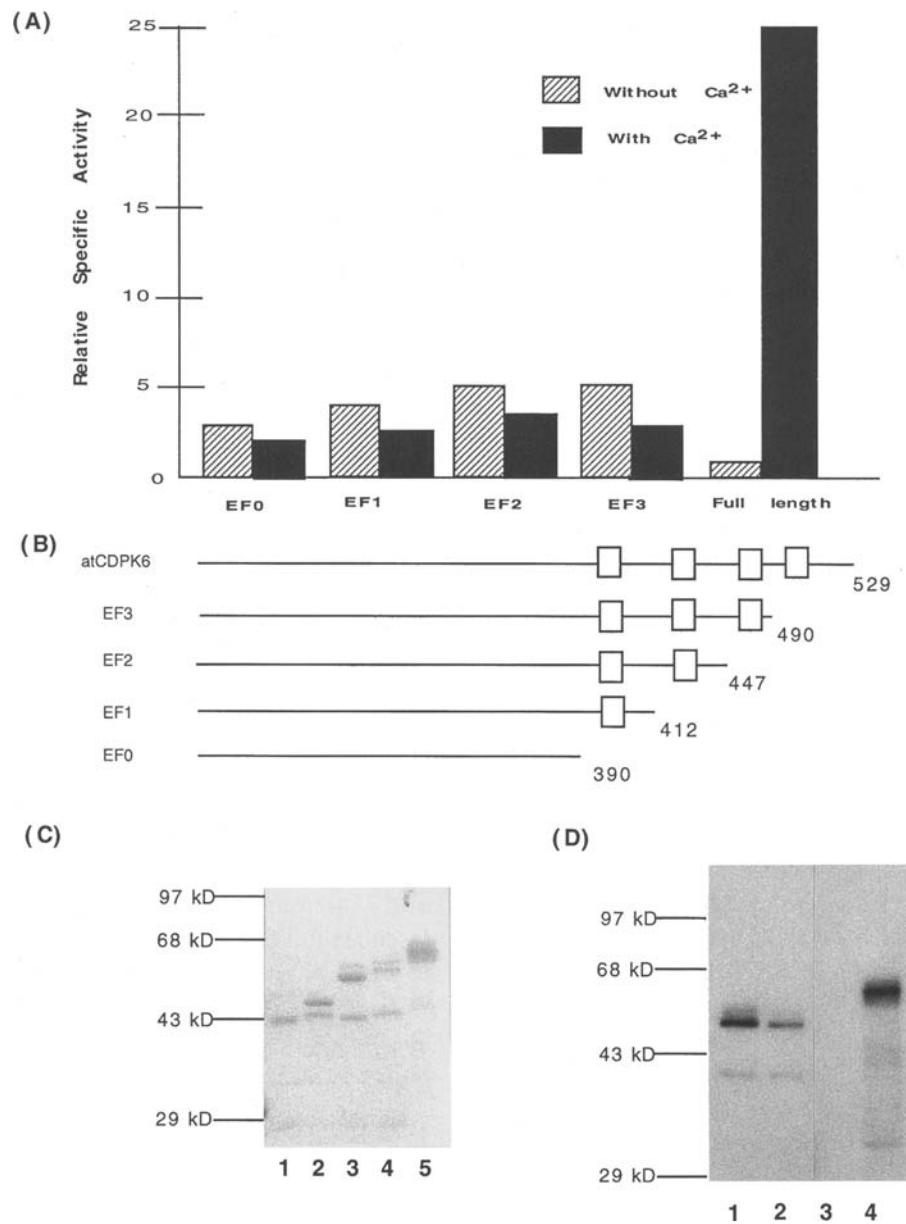 (A)
25
20
15
10
5
0
Relative Specific Activity
Without Ca2+
With Ca2+
EF0 EF1 EF2 EF3 Full length
(B)
atCDPK6
529
EF3
490
EF2
447
EF1
412
EF0
390
(C)
97 kD
68 kD
43 kD
29 kD
1 2 3 4 5
(D)
97 kD
68 kD
43 kD
29 kD
1 2 3 4